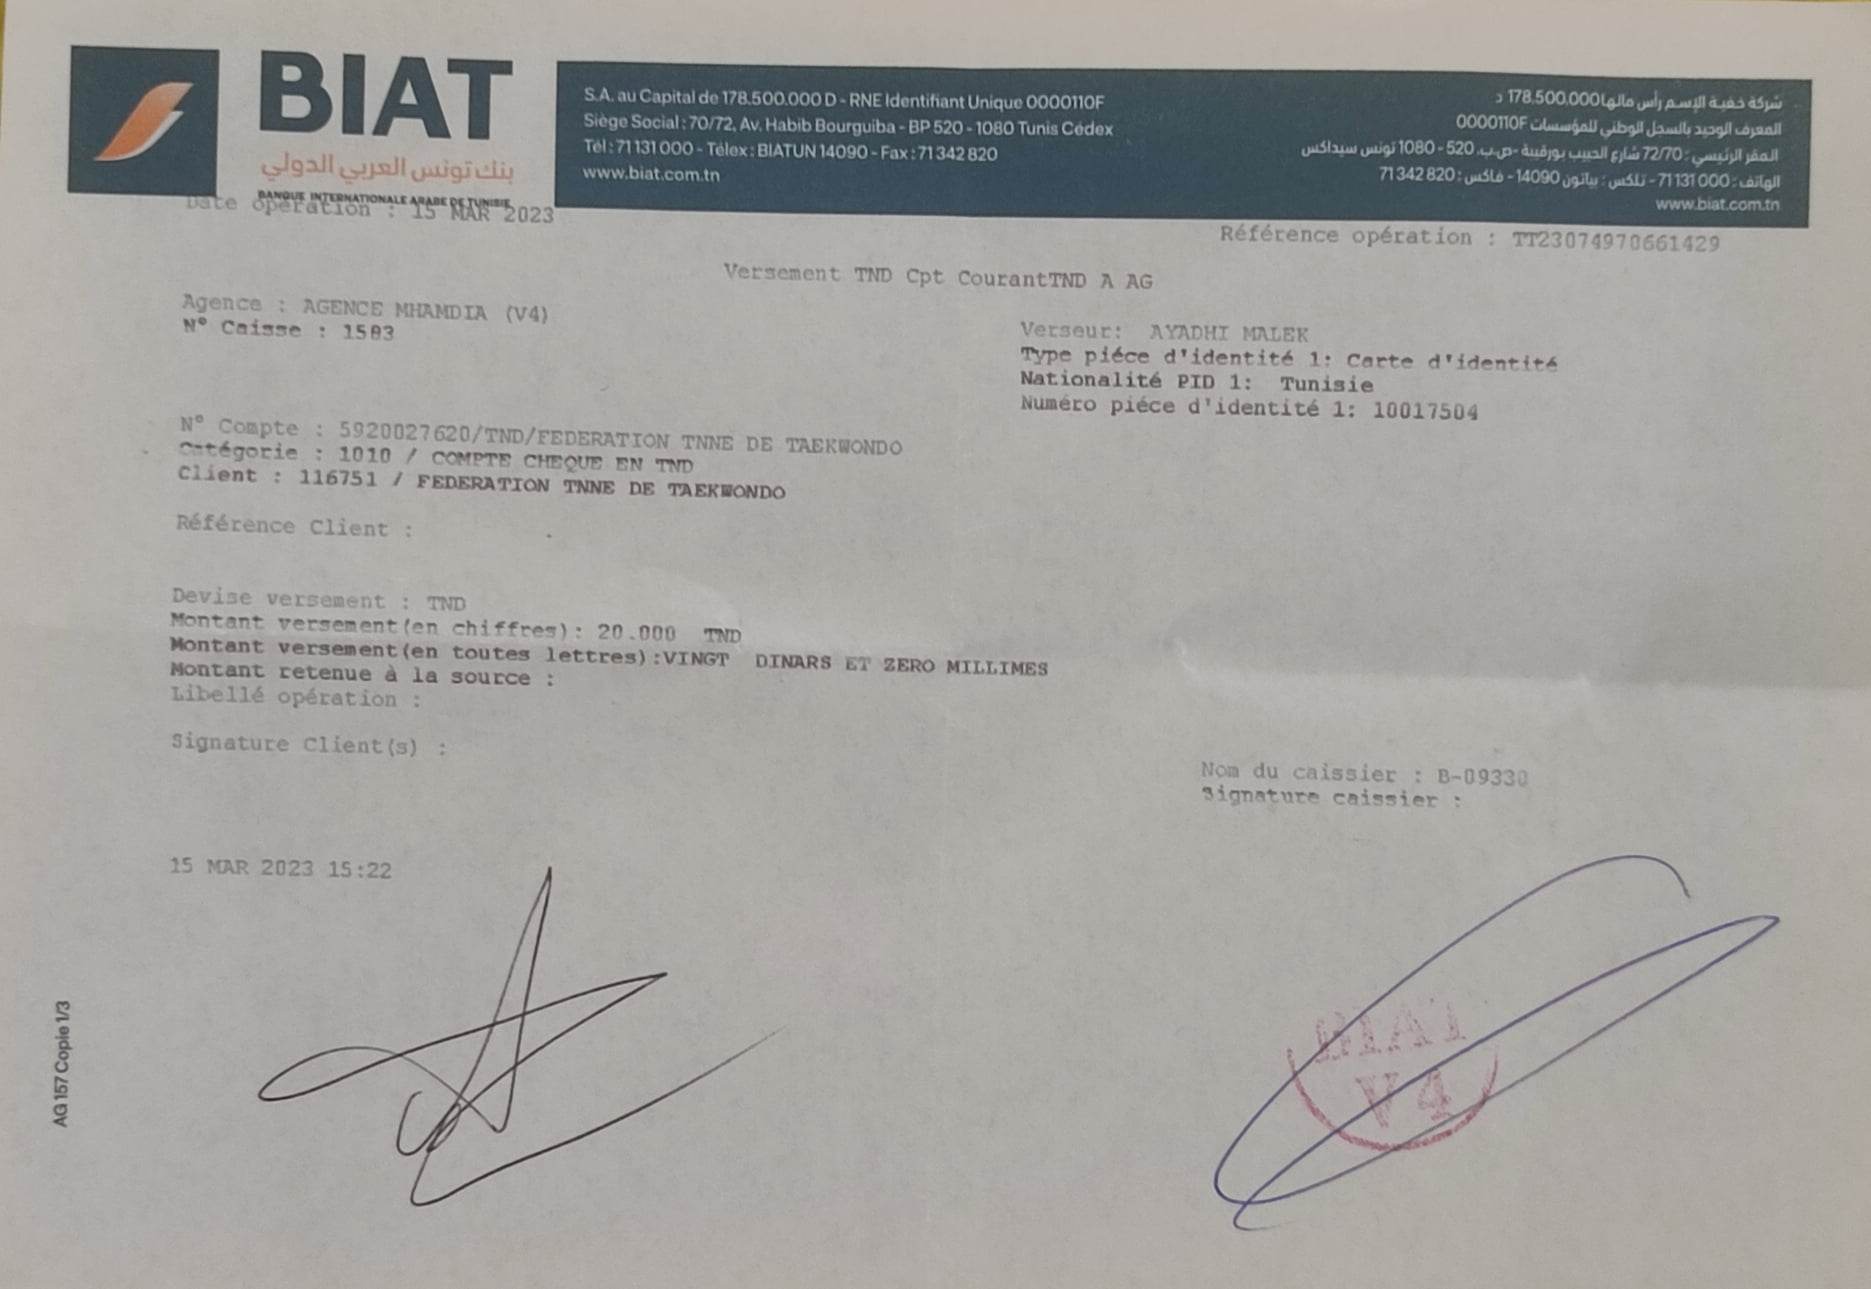 BIAT
بنك تونس العربي الدولي
BANQUE INTERNATIONALE ARABE DE TUNISIE
S.A. au Capital de 178.500.000 D - RNE Identifiant Unique 0000110F
Siège Social : 70/72, Av. Habib Bourguiba - BP 520 - 1080 Tunis Cédex
Tél : 71 131 000 - Télex : BIATUN 14090 - Fax : 71 342 820
www.biat.com.tn
شركة خفية الإسم رأس مالها 178.500.000 د
المعرف الوحيد بالسجل الوطني للمؤسسات 0000110F
المقر الرئيسي : 72/70 شارع الحبيب بورقيبة -ص.ب. 520 - 1080 تونس سيداكس
الهاتف : 000 131 71 - تلكس : بياتون 14090 - فاكس : 820 342 71
www.biat.com.tn
Date opération : 15 MAR 2023
Référence opération : TT23074970661429
Versement TND Cpt CourantTND A AG
Agence : AGENCE MHAMDIA (V4)
N° Caisse : 1583
Verseur: AYADHI MALEK
Type piéce d'identité 1: Carte d'identité
Nationalité PID 1: Tunisie
Numéro piéce d'identité 1: 10017504
N° Compte : 5920027620/TND/FEDERATION TNNE DE TAEKWONDO
Catégorie : 1010 / COMPTE CHEQUE EN TND
Client : 116751 / FEDERATION TNNE DE TAEKWONDO
Référence Client :
Devise versement : TND
Montant versement(en chiffres): 20.000 TND
Montant versement(en toutes lettres):VINGT DINARS ET ZERO MILLIMES
Montant retenue à la source :
Libellé opération :
Signature Client(s) :
Nom du caissier : B-09330
Signature caissier :
15 MAR 2023 15:22
BIAT
V4
AG 157 Copie 1/3